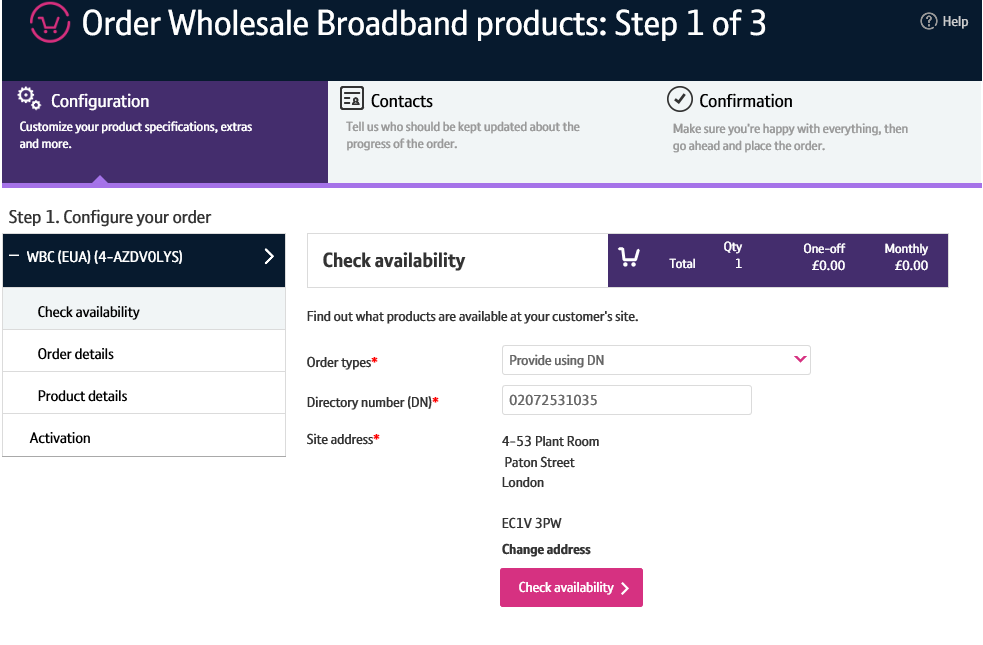 Order Wholesale Broadband products: Step 1 of 3
Help
Configuration
Customize your product specifications, extras
and more.
Contacts
Tell us who should be kept updated about the
progress of the order.
Confirmation
Make sure you're happy with everything, then
go ahead and place the order.
Step 1. Configure your order
WBC (EUA) (4-AZDV0LYS)
Check availability
Order details
Product details
Activation
Check availability
Total
Qty
1
One-off
£0.00
Monthly
£0.00
Find out what products are available at your customer's site.
Order types*
Provide using DN
Directory number (DN)*
02072531035
Site address*
4-53 Plant Room
Paton Street
London
EC1V 3PW
Change address
Check availability